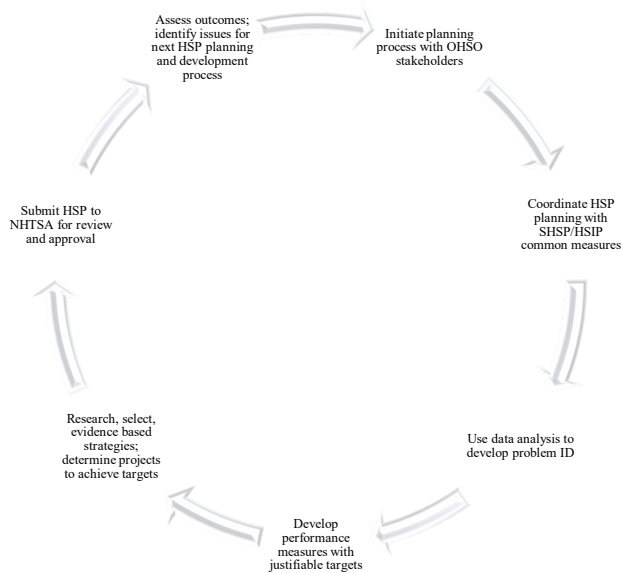 Assess outcomes;
identify issues for
next HSP planning
and development
process
Initiate planning
process with OHSO
stakeholders
Coordinate HSP
planning with
SHSP/HSIP
common measures
Use data analysis to
develop problem ID
Develop
performance
measures with
justifiable targets
Research, select,
evidence based
strategies;
determine projects
to achieve targets
Submit HSP to
NHTSA for review
and approval